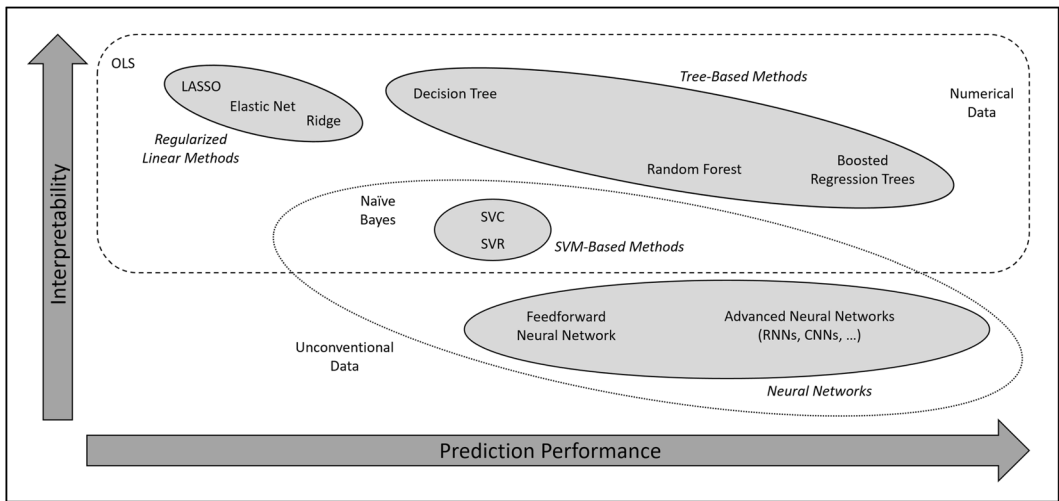 OLS
LASSO
Elastic Net
Ridge
Regularized
Linear Methods
Tree-Based Methods
Decision Tree
Random Forest
Boosted
Regression Trees
Numerical
Data
Naïve
Bayes
SVC
SVR
SVM-Based Methods
Feedforward
Neural Network
Advanced Neural Networks
(RNNs, CNNs, ...)
Neural Networks
Unconventional
Data
Interpretability
Prediction Performance